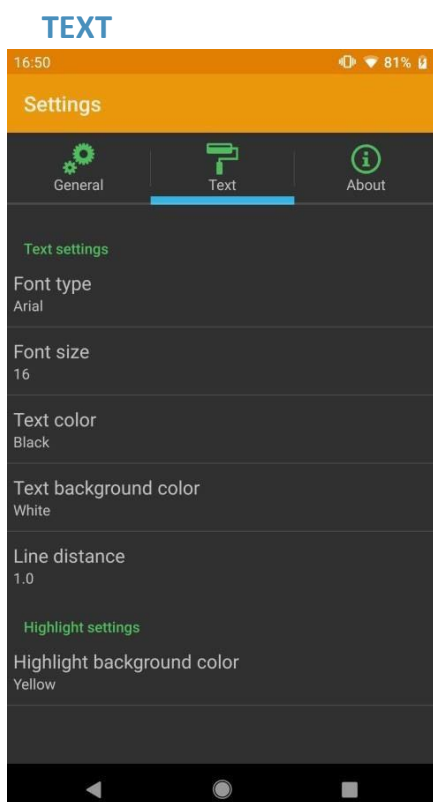 TEXT
16:50 81%
Settings
General Text About
Text settings
Font type
Arial
Font size
16
Text color
Black
Text background color
White
Line distance
1.0
Highlight settings
Highlight background color
Yellow